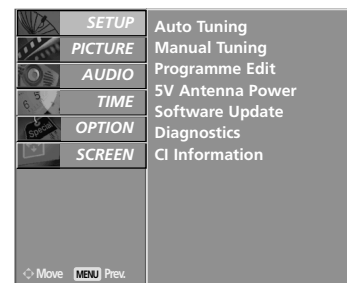 SETUP
PICTURE
AUDIO
TIME
OPTION
SCREEN
Auto Tuning
Manual Tuning
Programme Edit
5V Antenna Power
Software Update
Diagnostics
CI Information
Move MENU Prev.